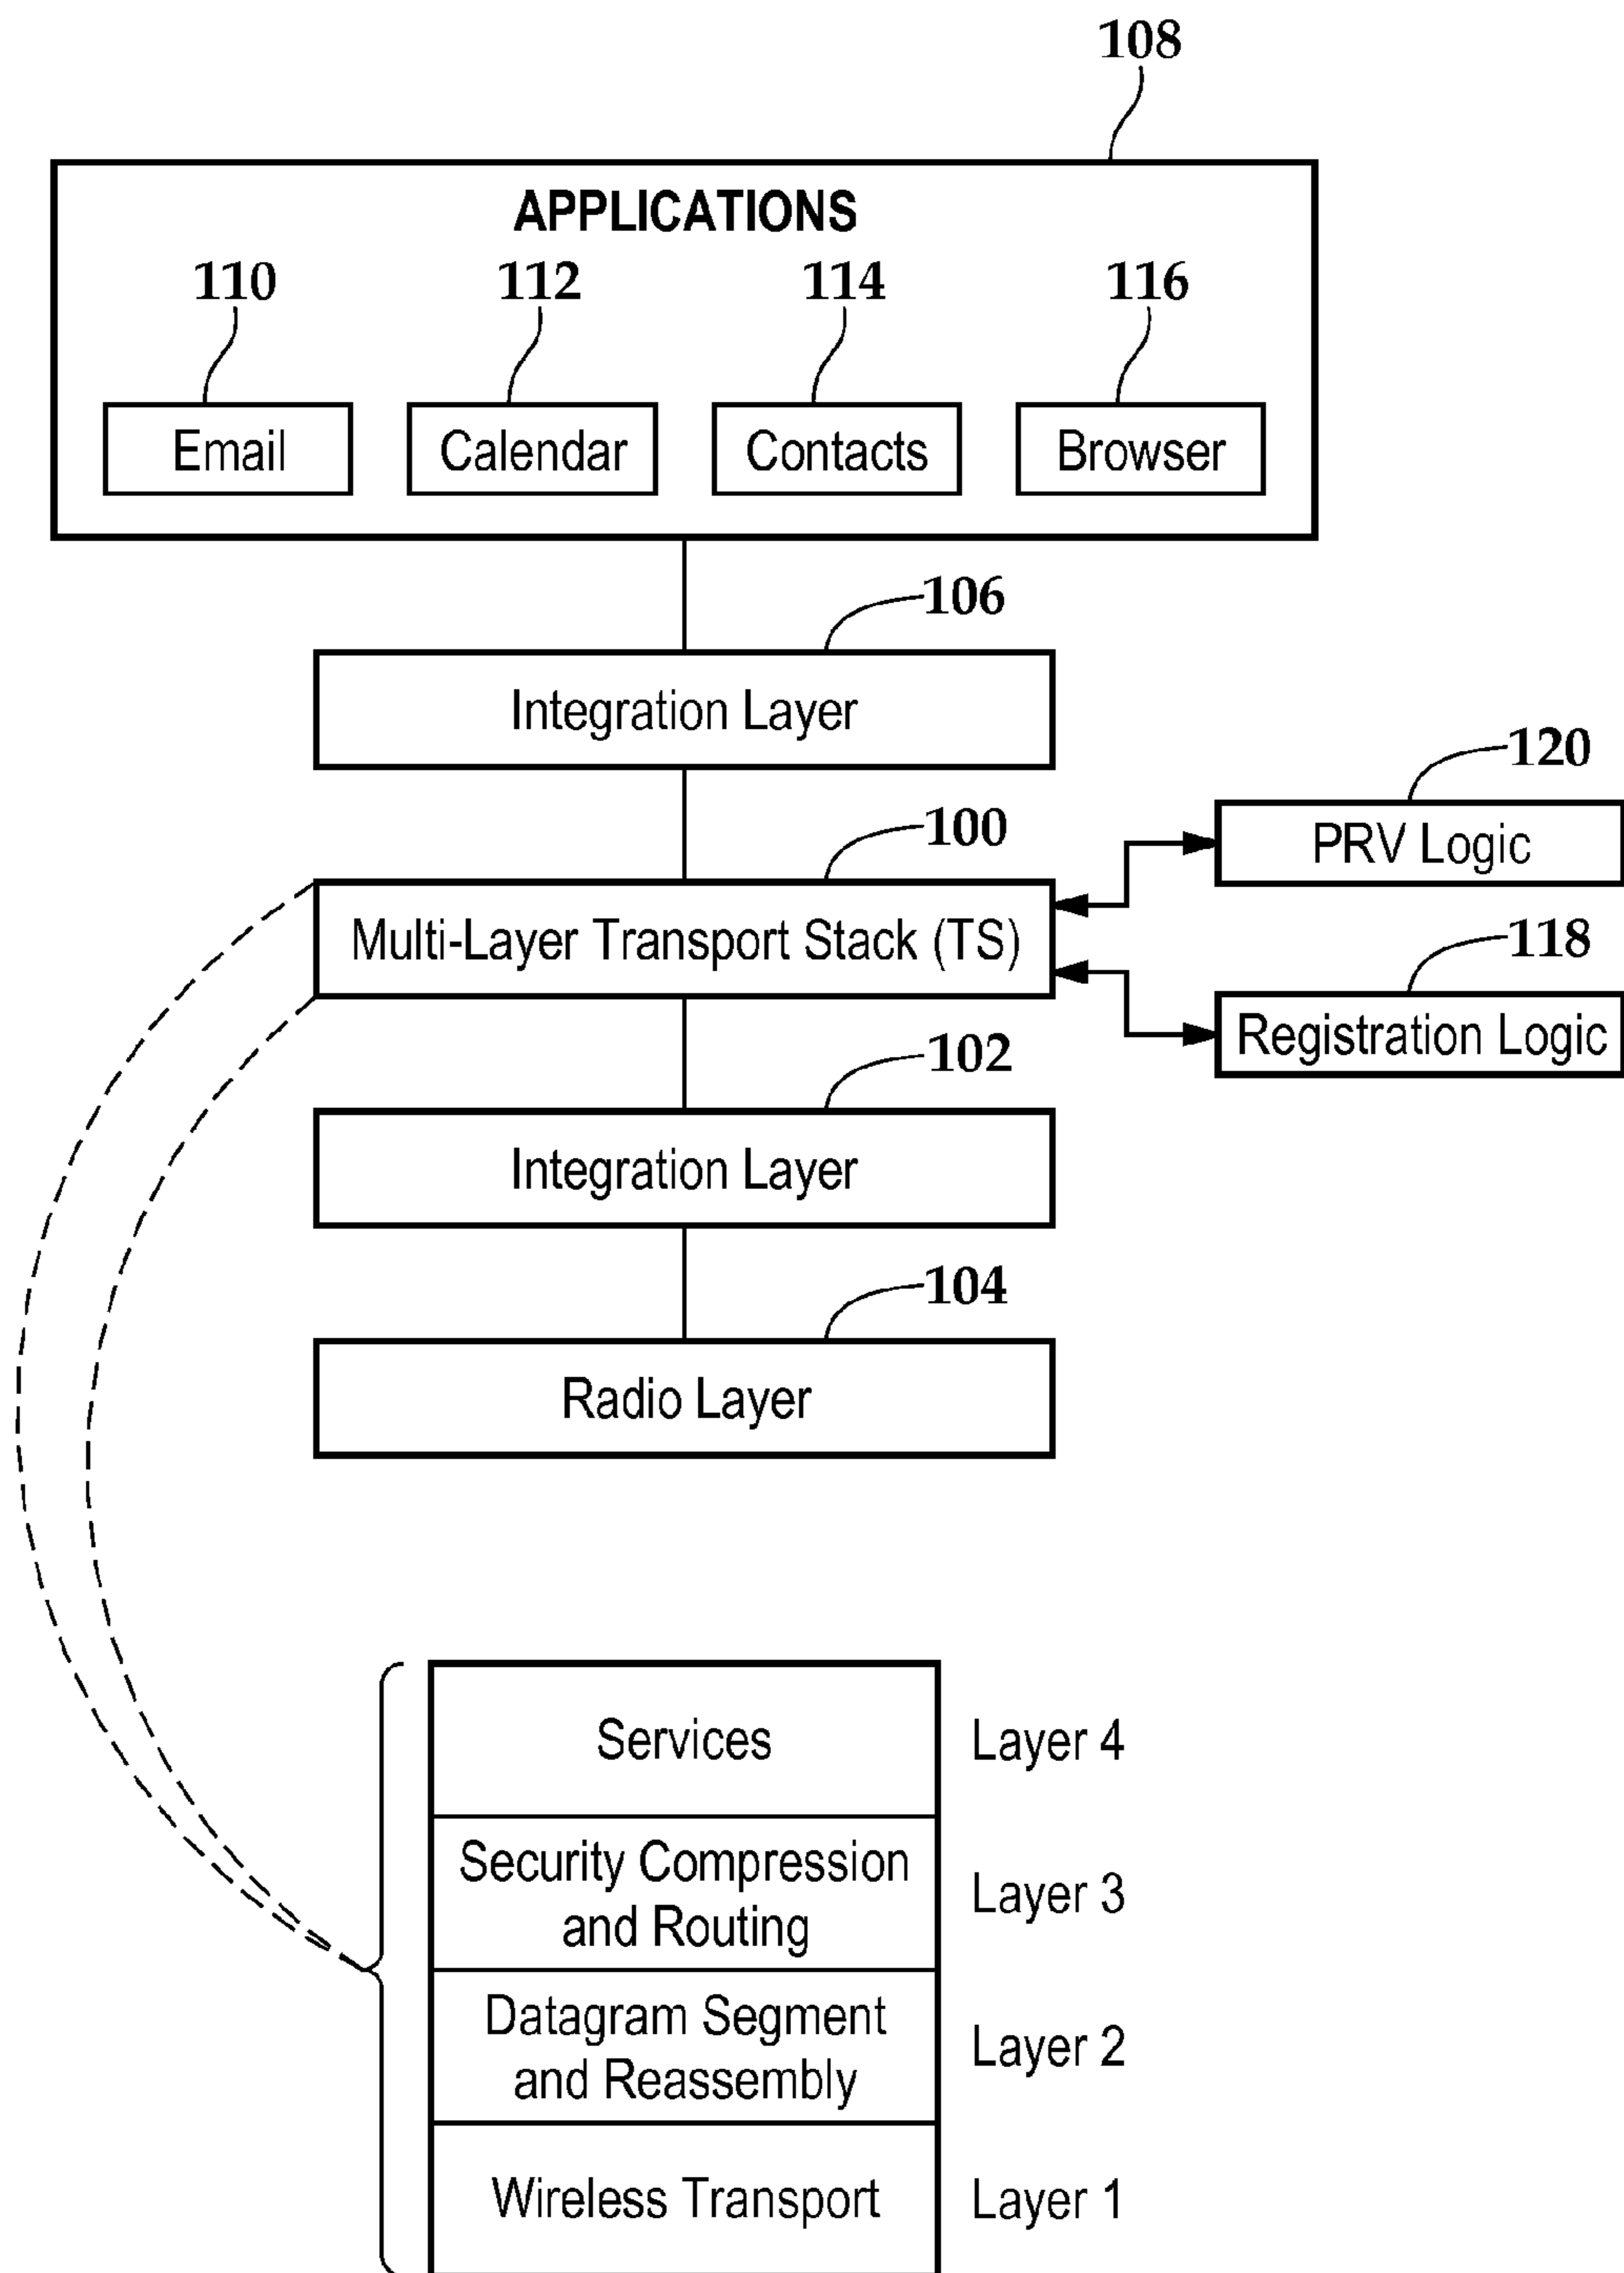 108
APPLICATIONS
110 112 114 116
Email Calendar Contacts Browser
106
Integration Layer
120
PRV Logic
100
Multi-Layer Transport Stack (TS)
118
Registration Logic
102
Integration Layer
104
Radio Layer
Services Layer 4
Security Compression
and Routing
Layer 3
Datagram Segment
and Reassembly
Layer 2
Wireless Transport Layer 1